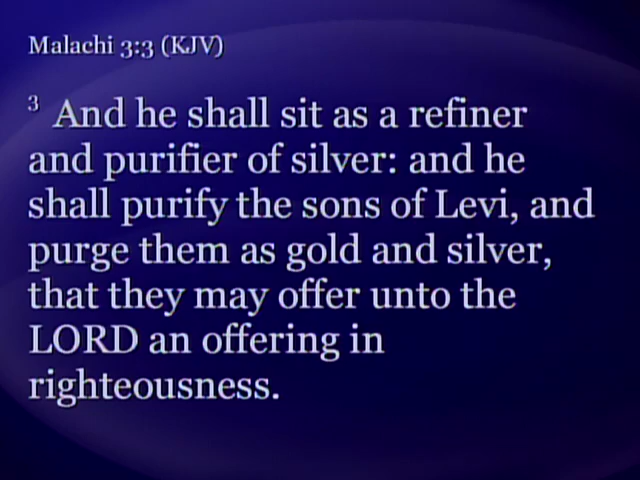 Malachi 3:3 (KJV)
3 And he shall sit as a refiner
and purifier of silver: and he
shall purify the sons of Levi, and
purge them as gold and silver,
that they may offer unto the
LORD an offering in
righteousness.